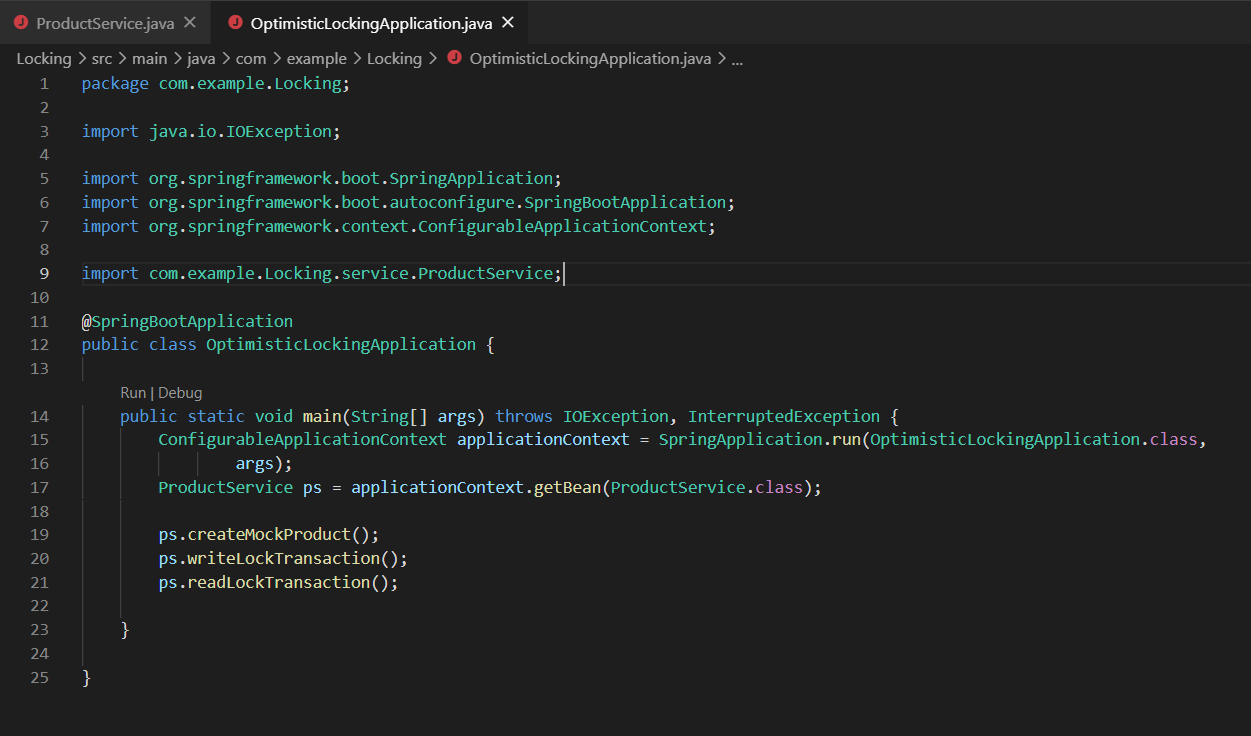 ProductService.java
OptimisticLockingApplication.java
Locking > src > main > java > com > example > Locking > OptimisticLockingApplication.java > ...
1 package com.example.Locking;
2
3 import java.io.IOException;
4
5 import org.springframework.boot.SpringApplication;
6 import org.springframework.boot.autoconfigure.SpringBootApplication;
7 import org.springframework.context.ConfigurableApplicationContext;
8
9 import com.example.Locking.service.ProductService;
10
11 @SpringBootApplication
12 public class OptimisticLockingApplication {
13
Run | Debug
14 public static void main(String[] args) throws IOException, InterruptedException {
15 ConfigurableApplicationContext applicationContext = SpringApplication.run(OptimisticLockingApplication.class,
16 args);
17 ProductService ps = applicationContext.getBean(ProductService.class);
18
19 ps.createMockProduct();
20 ps.writeLockTransaction();
21 ps.readLockTransaction();
22
23 }
24
25 }